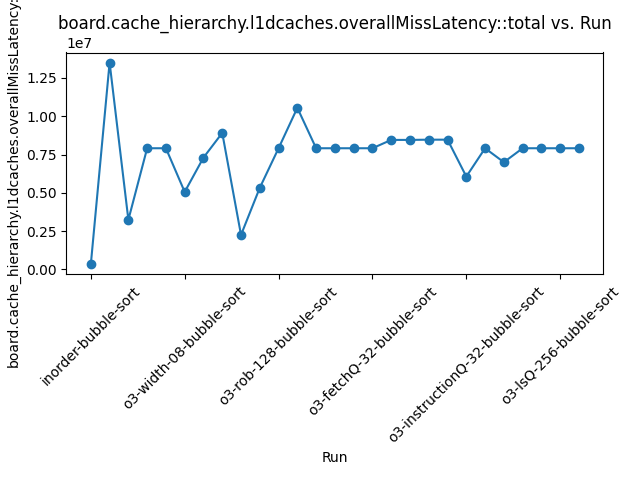 board.cache_hierarchy.l1dcaches.overallMissLatency::total vs. Run
1e7
1.25
1.00
0.75
0.50
0.25
0.00
board.cache_hierarchy.l1dcaches.overallMissLatency:
inorder-bubble-sort
o3-width-08-bubble-sort
o3-rob-128-bubble-sort
o3-fetchQ-32-bubble-sort
o3-instructionQ-32-bubble-sort
o3-lsQ-256-bubble-sort
Run